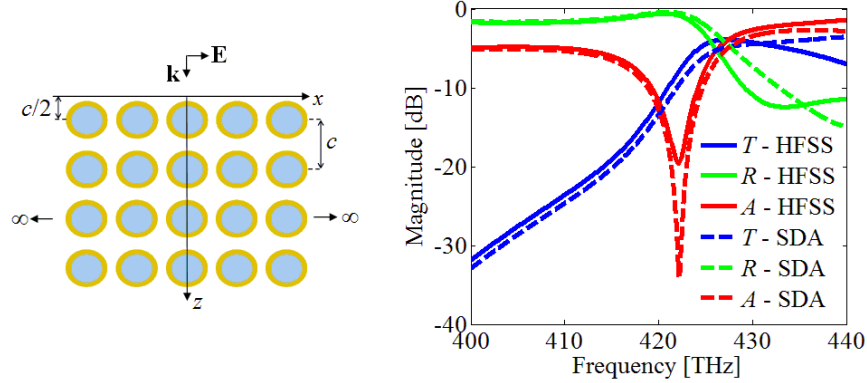 E
k
x
c/2
c
∞
∞
z
Magnitude [dB]
0
-10
-20
-30
-40
400
410
420
430
440
Frequency [THz]
T - HFSS
R - HFSS
A - HFSS
T - SDA
R - SDA
A - SDA